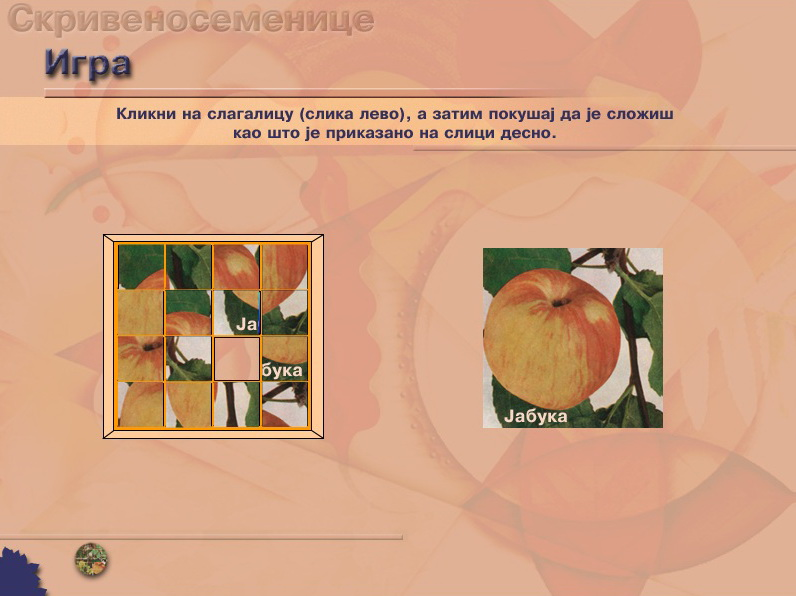 Скривеносеменице
Игра
Кликни на слагалицу (слика лево), а затим покушај да је сложиш
као што је приказано на слици десно.
Ја
бука
Јабука